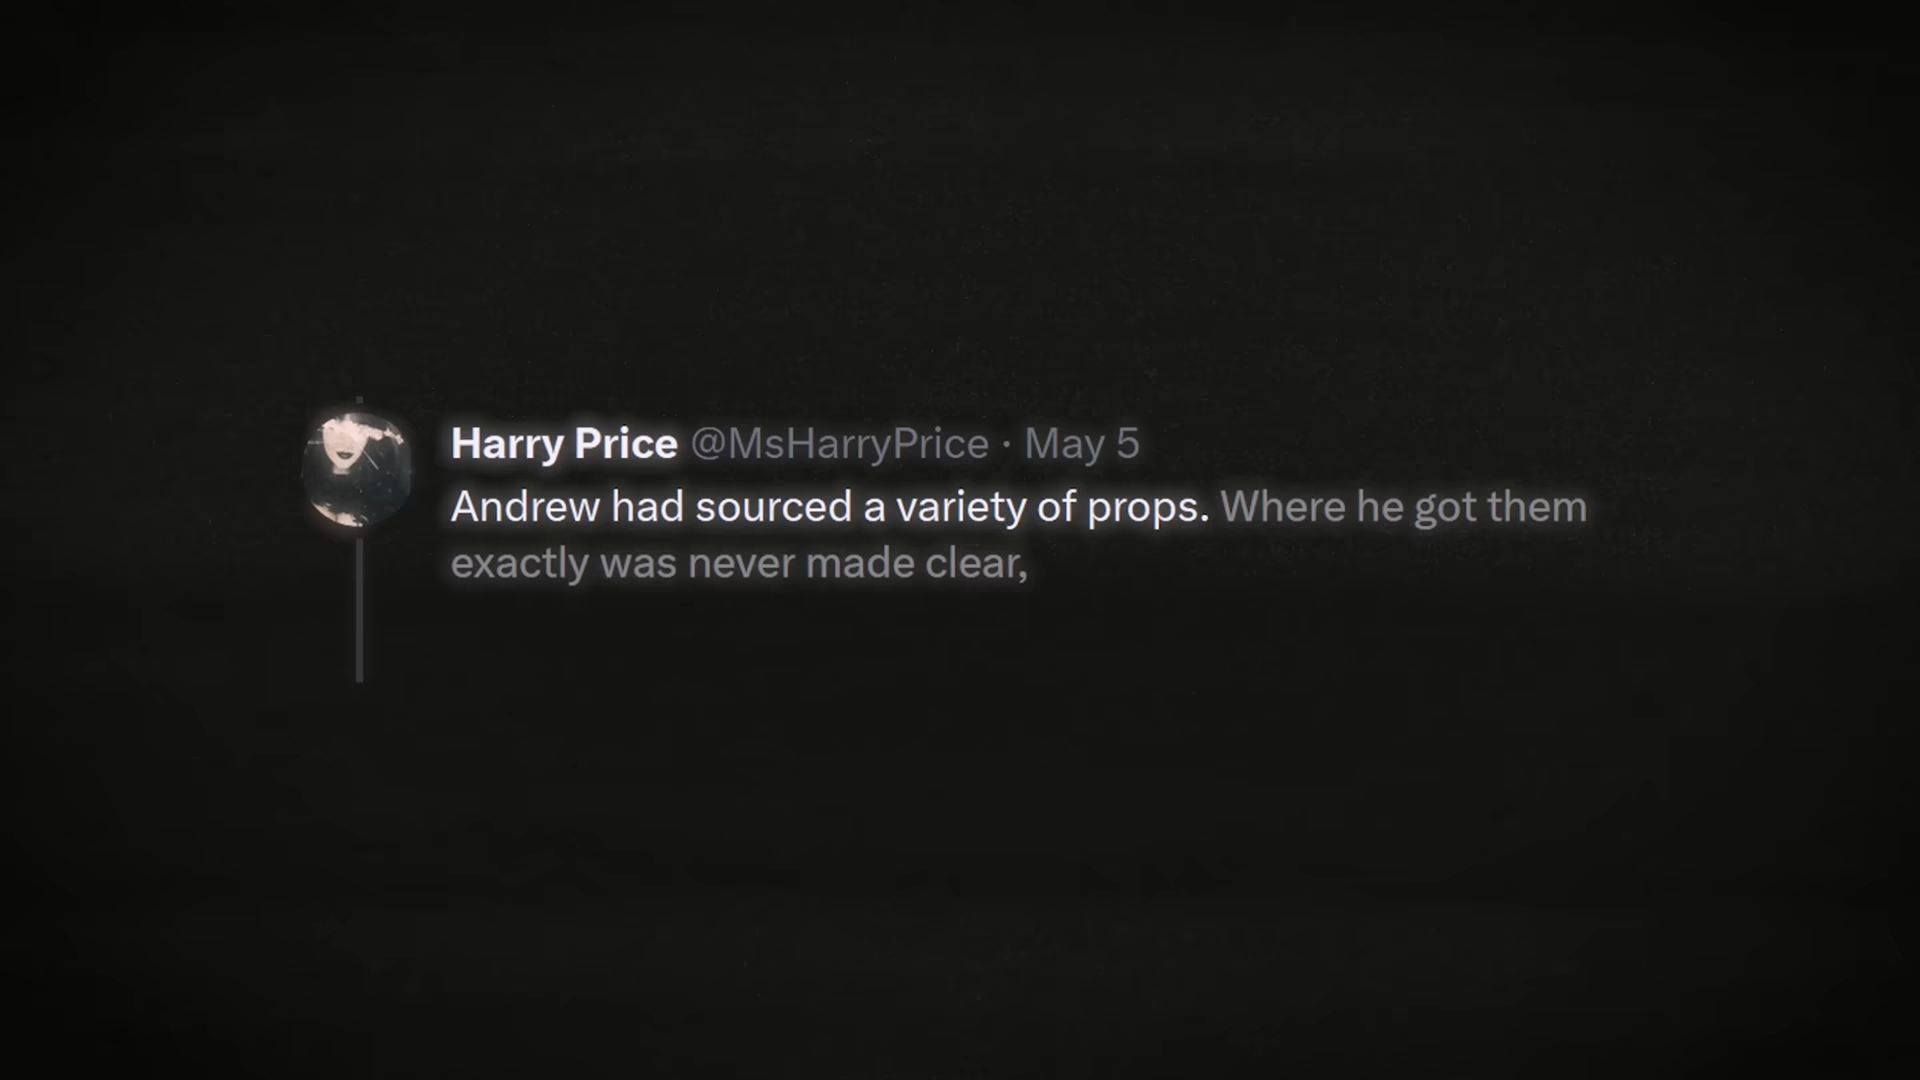 Harry Price @MsHarryPrice · May 5
Andrew had sourced a variety of props. Where he got them
exactly was never made clear,